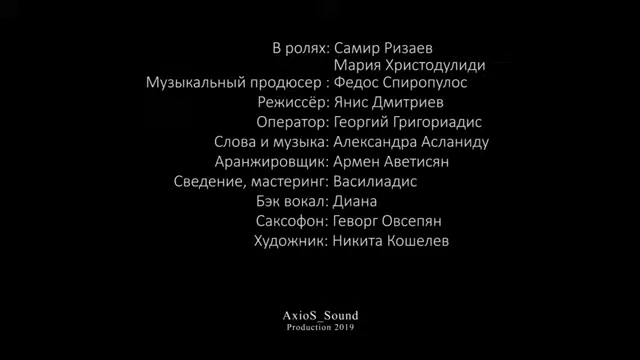 В ролях: Самир Ризаев
Мария Христодулиди
Музыкальный продюсер : Федос Спиропулос
Режиссёр: Янис Дмитриев
Оператор: Георгий Григориадис
Слова и музыка: Александра Асланиду
Аранжировщик: Армен Аветисян
Сведение, мастеринг: Василиадис
Бэк вокал: Диана
Саксофон: Геворг Овсепян
Художник: Никита Кошелев
AxioS_Sound
Production 2019